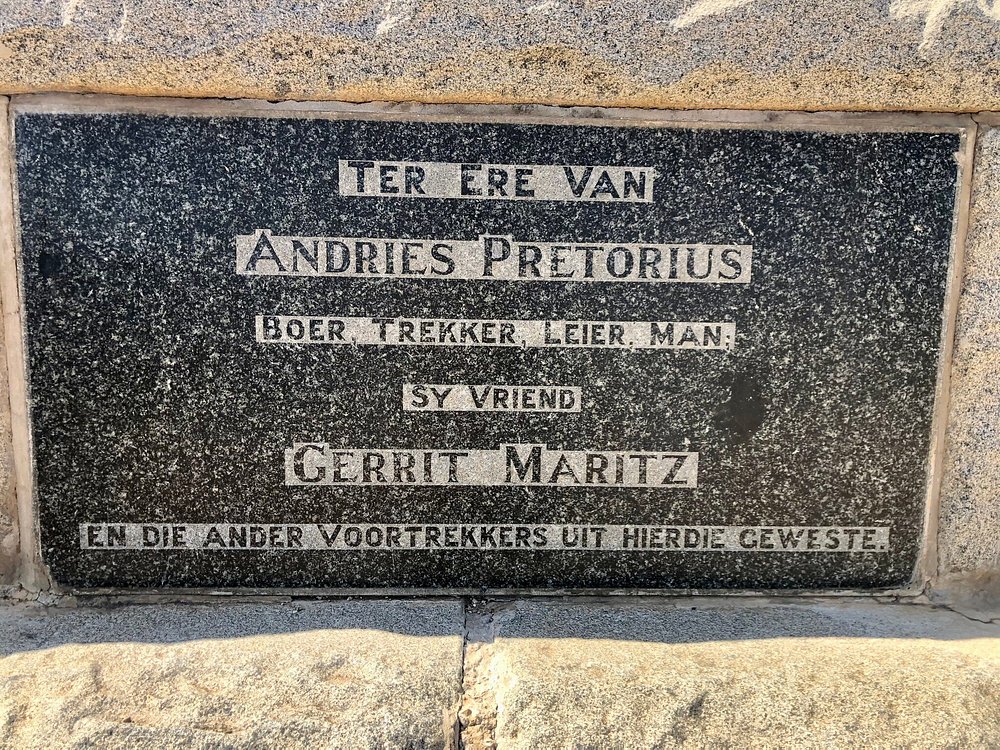 TER ERE VAN
ANDRIES PRETORIUS
BOER, TREKKER, LEIER, MAN;
SY VRIEND
GERRIT MARITZ
EN DIE ANDER VOORTREKKERS UIT HIERDIE GEWESTE.